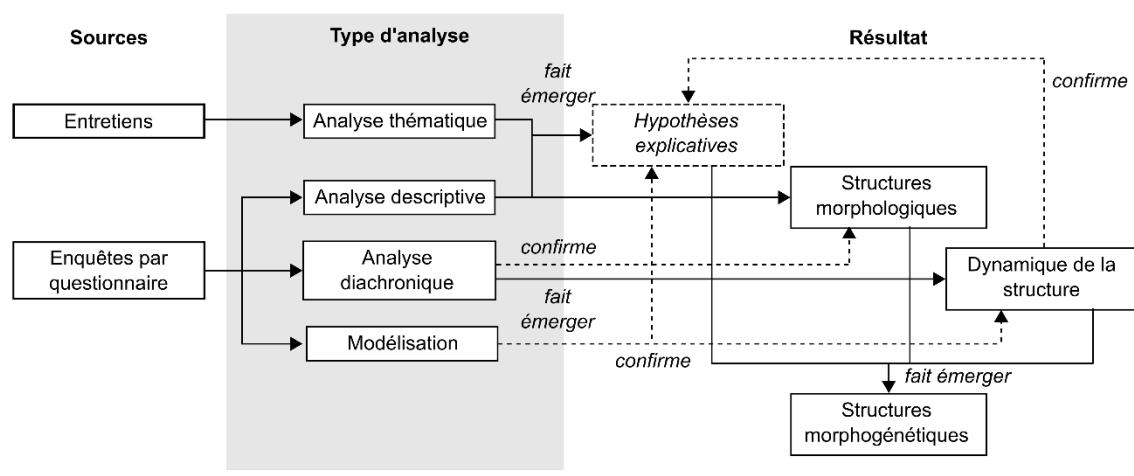 Sources
Type d'analyse
Résultat
fait
émerger
confirme
Entretiens
Analyse thématique
Hypothèses
explicatives
Analyse descriptive
Structures
morphologiques
Enquêtes par
questionnaire
Analyse
diachronique
confirme
Dynamique de la
structure
fait
émerger
Modélisation
confirme
fait émerger
Structures
morphogénétiques